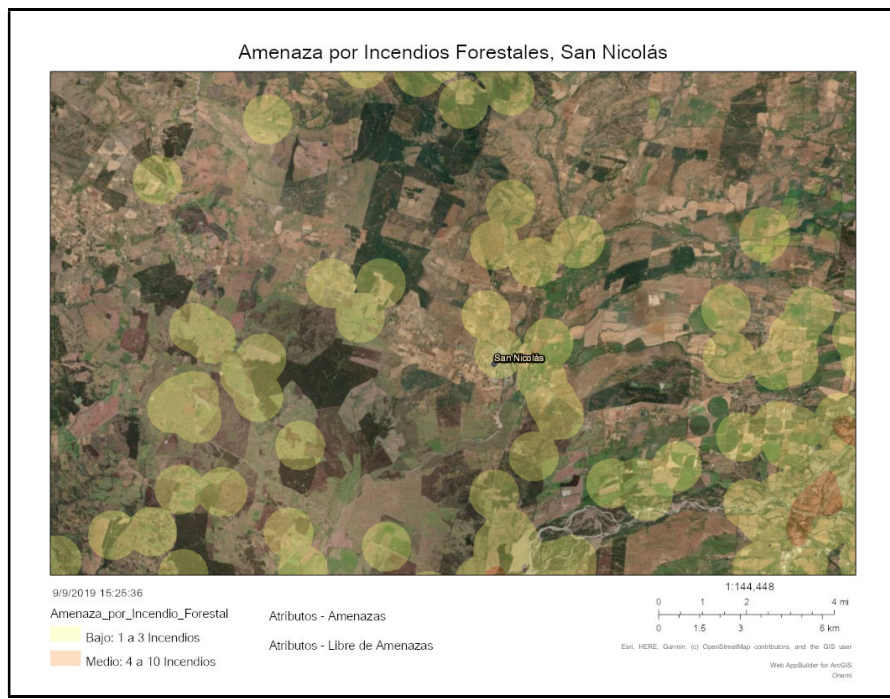 Amenaza por Incendios Forestales, San Nicolás
San Nicolás
9/9/2019 15:25:36
Amenaza_por_Incendio_Forestal
Bajo: 1 a 3 Incendios
Medio: 4 a 10 Incendios
Atributos - Amenazas
Atributos - Libre de Amenazas
1:144,448
0 1 2 4 mi
0 1.5 3 6 km
Esri, HERE, Garmin, (c) OpenStreetMap contributors, and the GIS user
Web AppBuilder for ArcGIS
Onemi